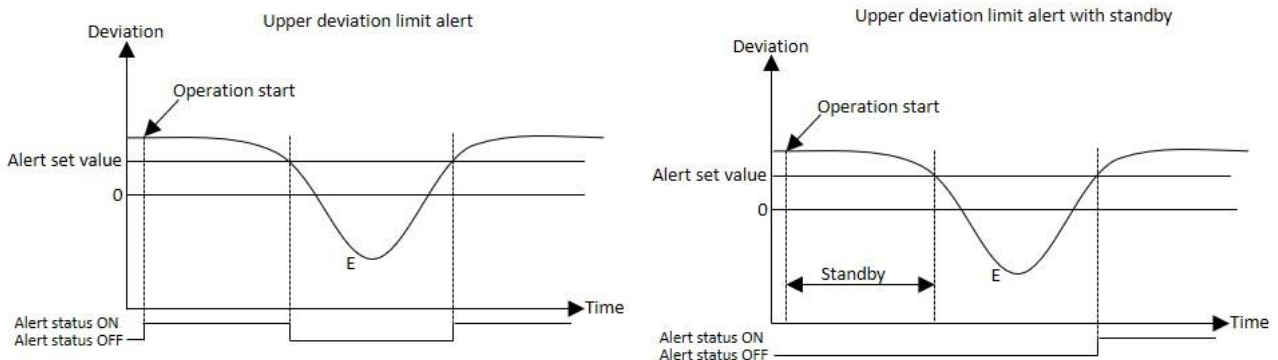 Upper deviation limit alert
Deviation
Operation start
Alert set value
0
E
Time
Alert status ON
Alert status OFF
Upper deviation limit alert with standby
Deviation
Operation start
Alert set value
0
Standby
E
Time
Alert status ON
Alert status OFF